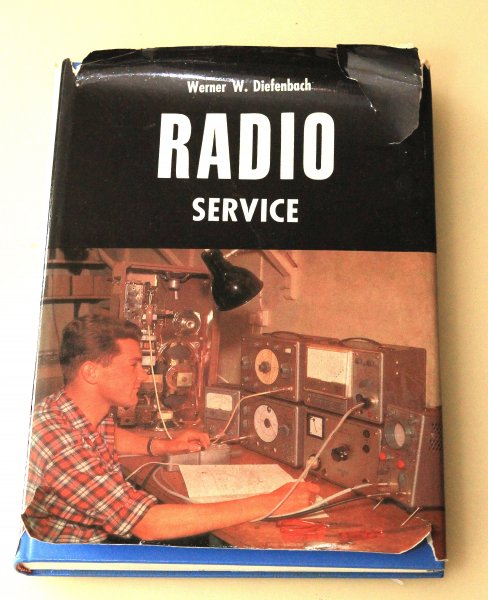 Werner W. Diefenbach
RADIO
SERVICE